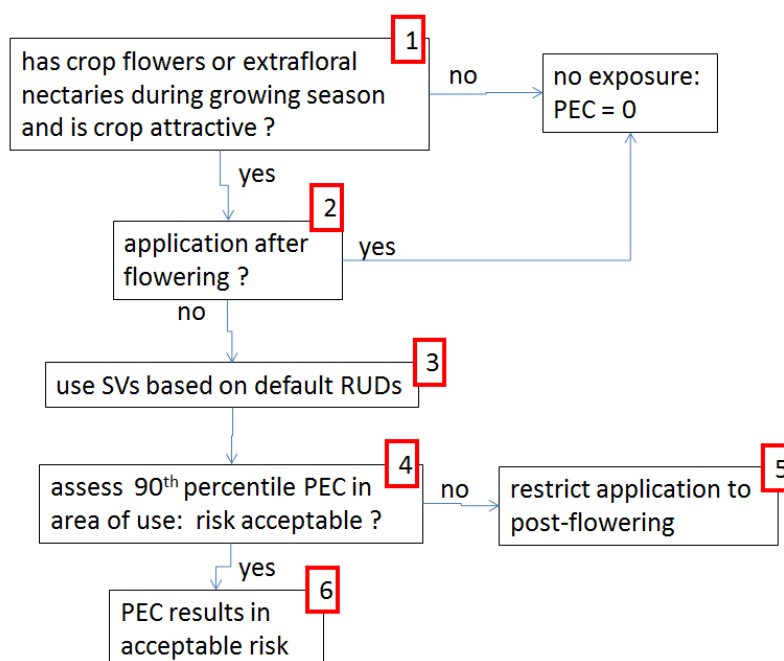 1
has crop flowers or extrafloral
nectaries during growing season
and is crop attractive ?
no
no exposure:
PEC = 0
yes
2
application after
flowering ?
yes
no
3
use SVs based on default RUDs
4
assess 90th percentile PEC in
area of use: risk acceptable ?
no
5
restrict application to
post-flowering
yes
6
PEC results in
acceptable risk